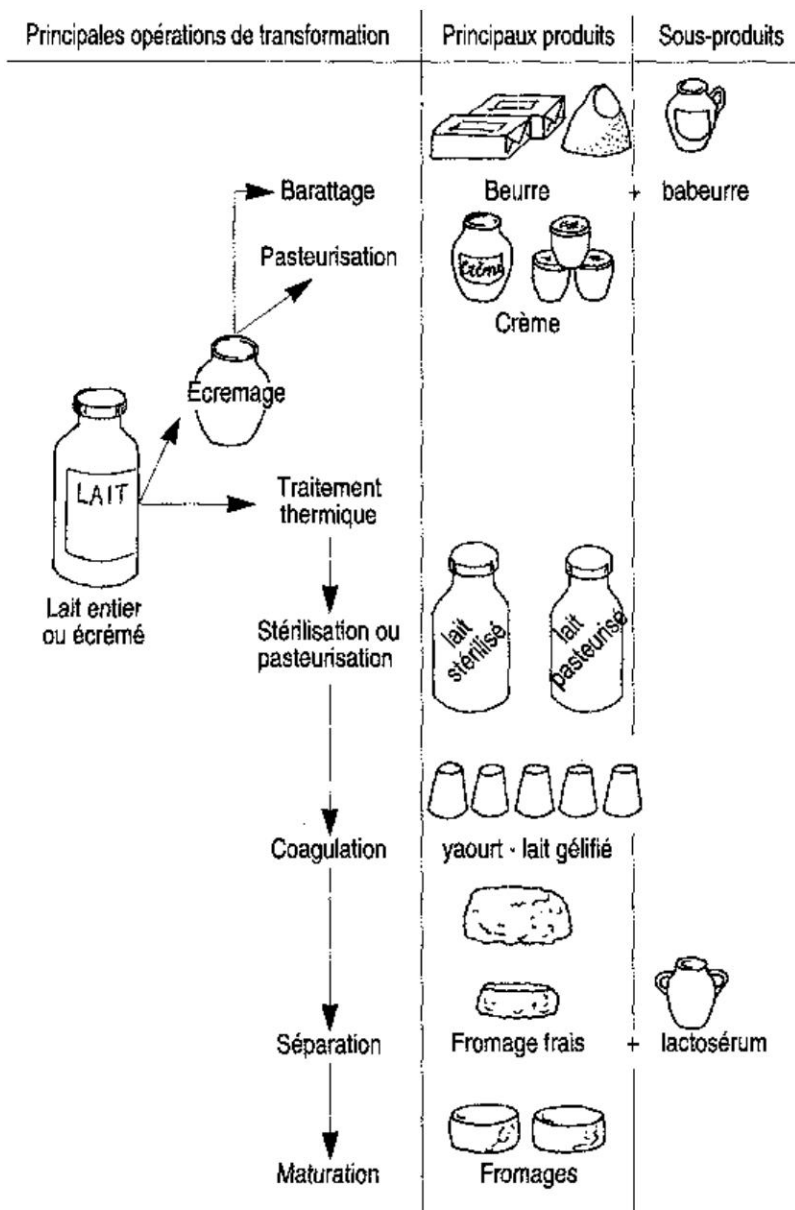 Principales opérations de transformation
Principaux produits
Sous-produits
Barattage
Beurre + babeurre
Pasteurisation
Crème
Crème
Ecremage
LAIT
Lait entier
ou écrémé
Traitement
thermique
Stérilisation ou
pasteurisation
lait
stérilisé
lait
pasteurisé
Coagulation
yaourt - lait gélifié
Séparation
Fromage frais + lactosérum
Maturation
Fromages